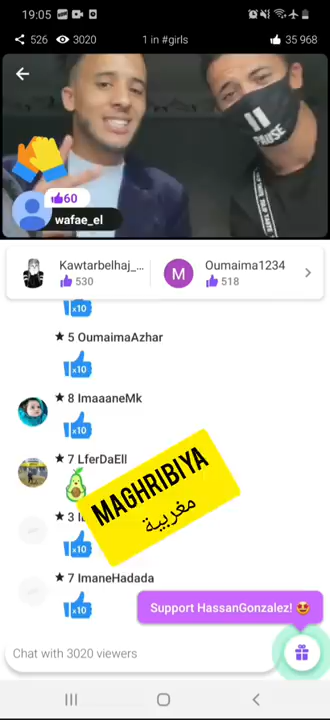 19:05
526 3020 1 in #girls 35 968
PAUSE
60
wafae_el
Kawtarbelhaj_... Oumaima1234
530 518
x10
★ 5 OumaimaAzhar
x10
★ 8 ImaaaneMk
x10
★ 7 LferDaEll
MAGHRIBIYA
مغربية
★ 3
x10
★ 7 ImaneHadada
x10
Support HassanGonzalez!
Chat with 3020 viewers